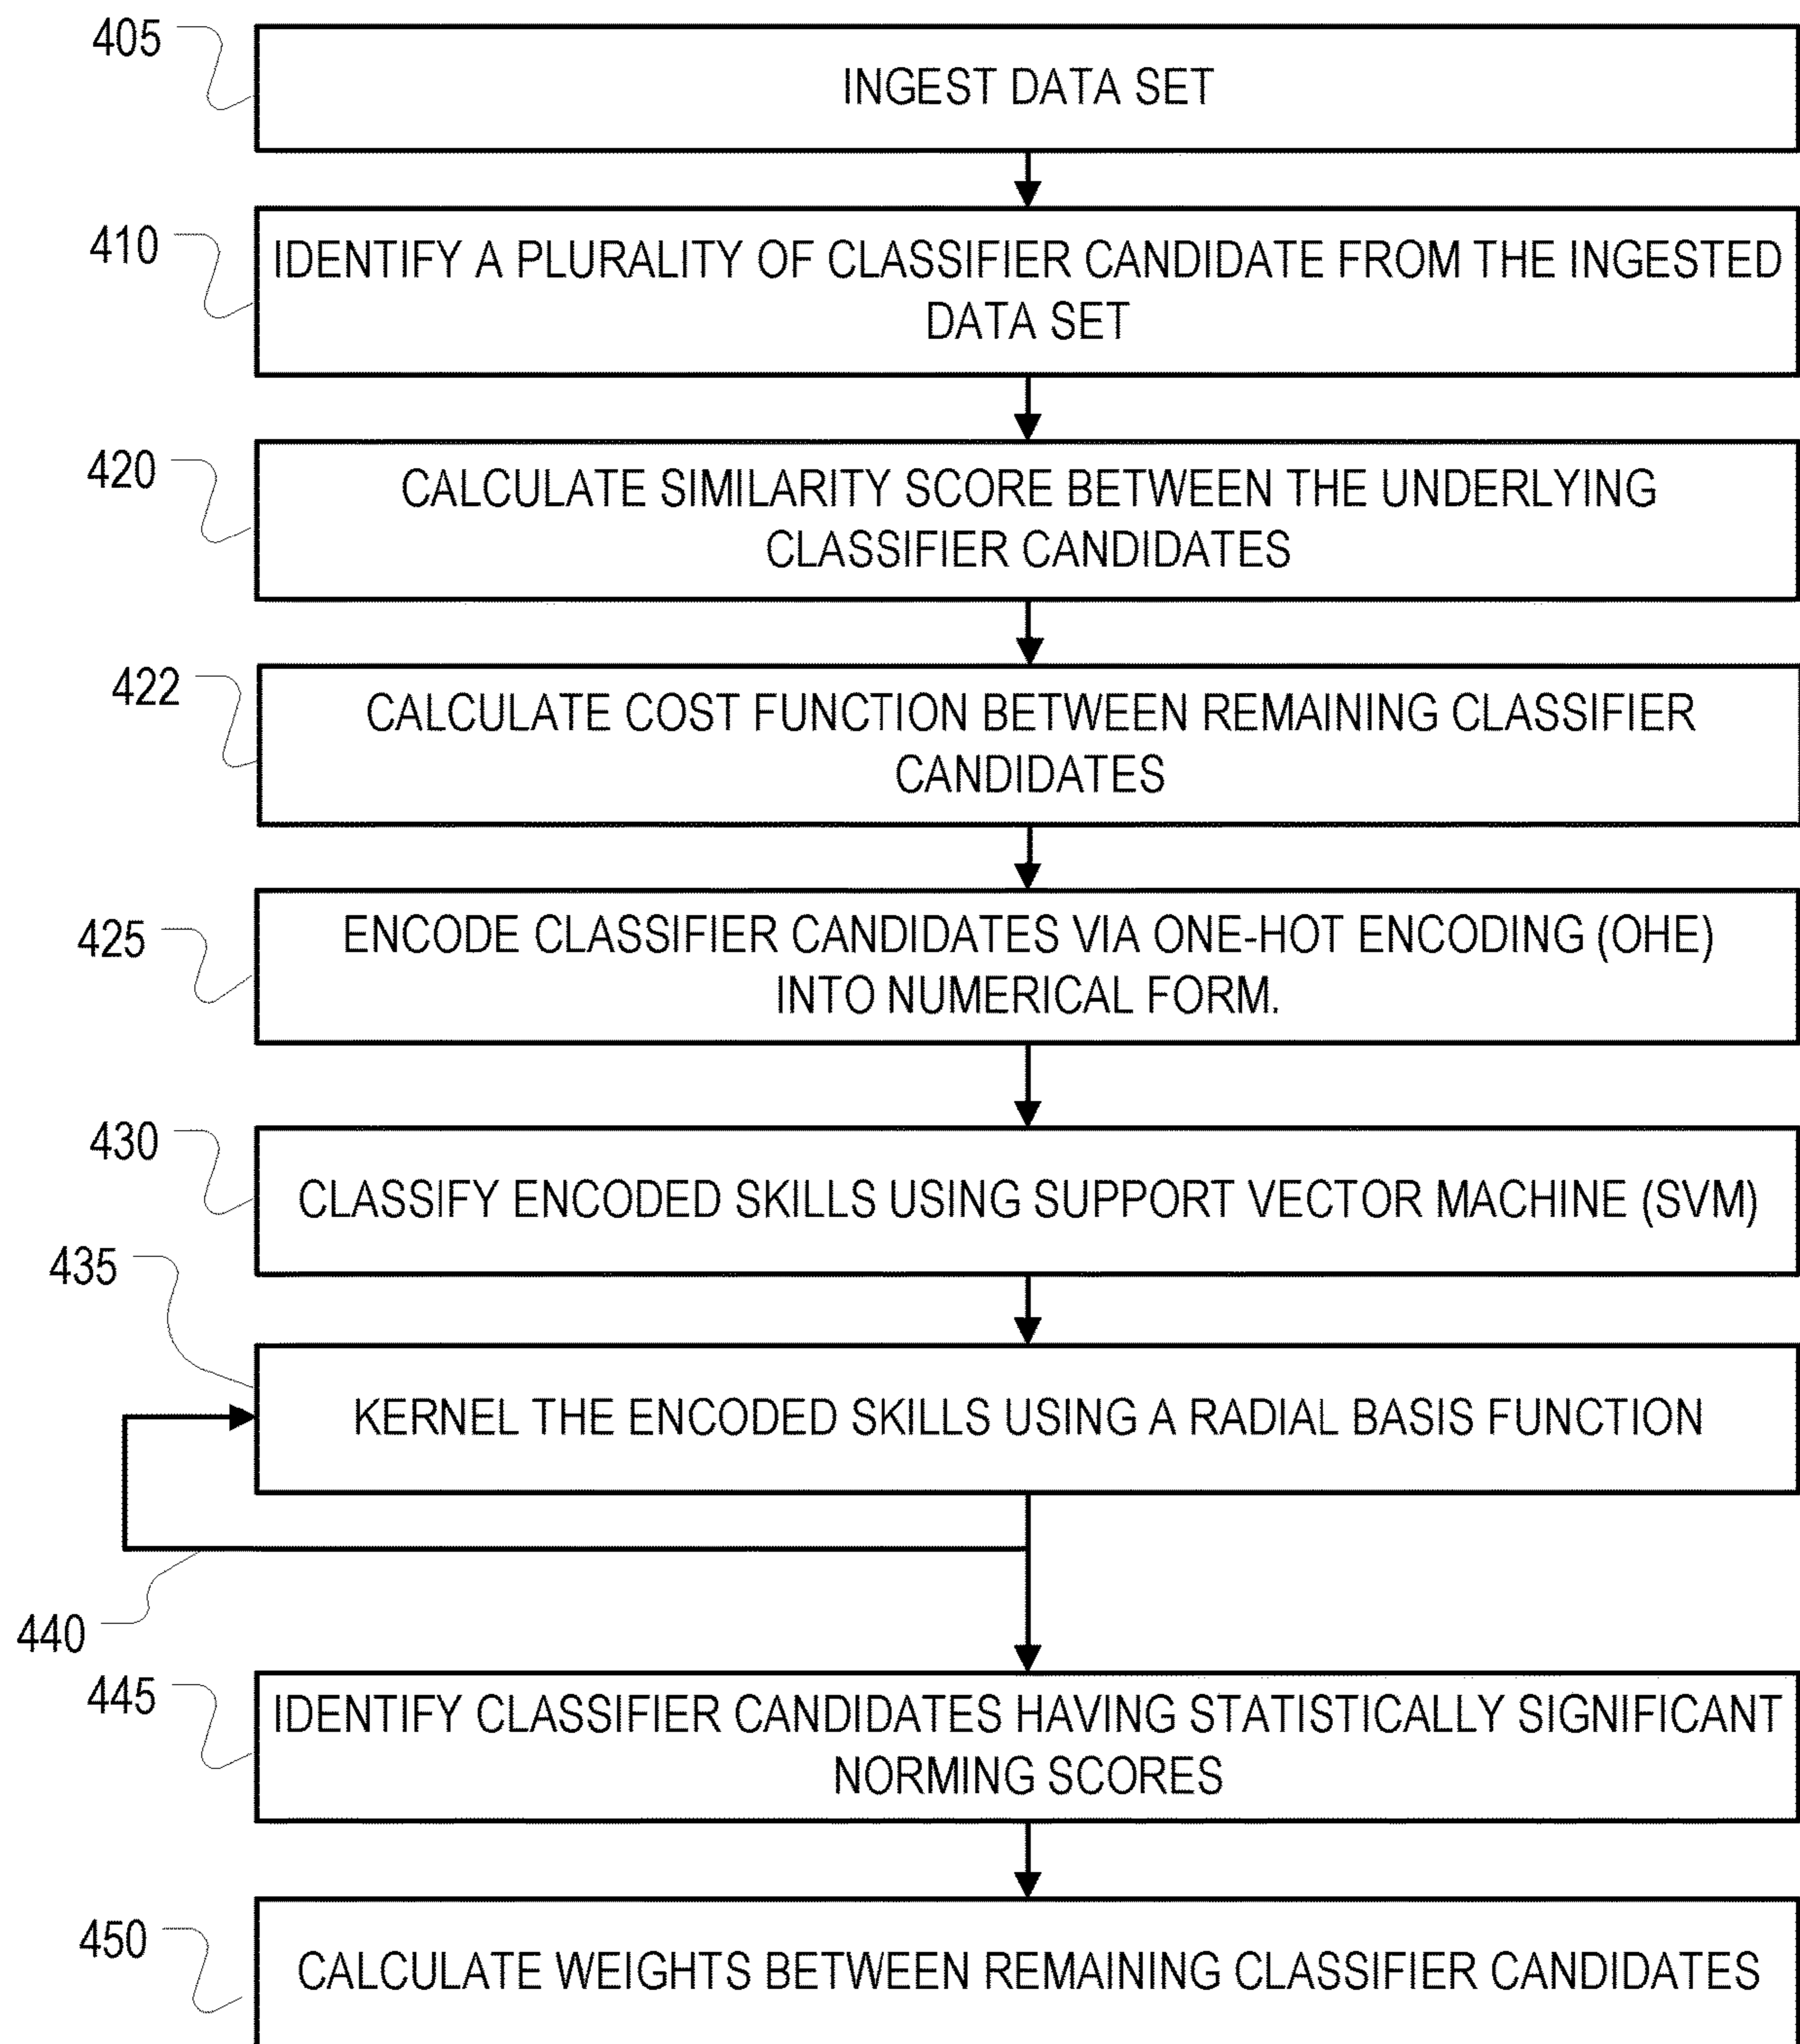 405
INGEST DATA SET
410
IDENTIFY A PLURALITY OF CLASSIFIER CANDIDATE FROM THE INGESTED
DATA SET
420
CALCULATE SIMILARITY SCORE BETWEEN THE UNDERLYING
CLASSIFIER CANDIDATES
422
CALCULATE COST FUNCTION BETWEEN REMAINING CLASSIFIER
CANDIDATES
425
ENCODE CLASSIFIER CANDIDATES VIA ONE-HOT ENCODING (OHE)
INTO NUMERICAL FORM.
430
CLASSIFY ENCODED SKILLS USING SUPPORT VECTOR MACHINE (SVM)
435
KERNEL THE ENCODED SKILLS USING A RADIAL BASIS FUNCTION
440
445
IDENTIFY CLASSIFIER CANDIDATES HAVING STATISTICALLY SIGNIFICANT
NORMING SCORES
450
CALCULATE WEIGHTS BETWEEN REMAINING CLASSIFIER CANDIDATES